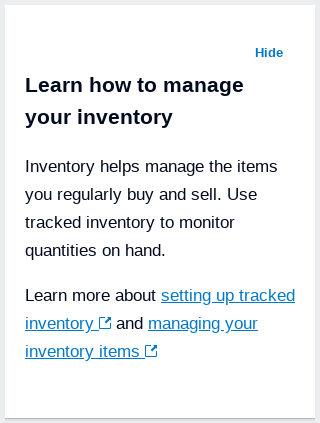 Hide
Learn how to manage
your inventory
Inventory helps manage the items
you regularly buy and sell. Use
tracked inventory to monitor
quantities on hand.
Learn more about setting up tracked
inventory and managing your
inventory items